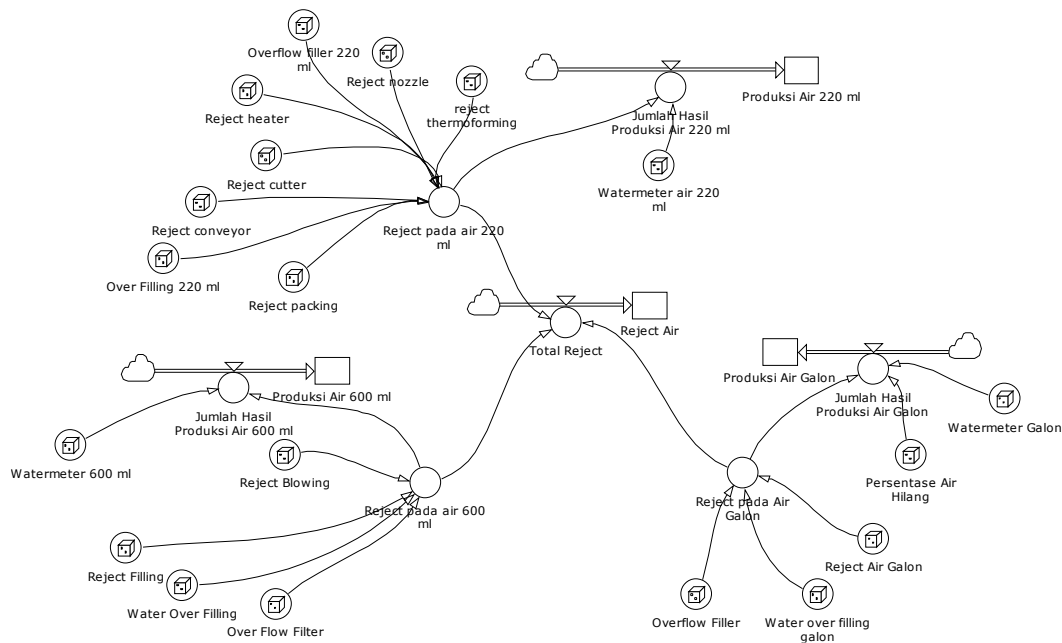 Overflow filler 220
ml
Reject nozzle
reject
thermoforming
Produksi Air 220 ml
Reject heater
Jumlah Hasil
Produksi Air 220 ml
Reject cutter
Watermeter air 220
ml
Reject conveyor
Reject pada air 220
ml
Over Filling 220 ml
Reject packing
Reject Air
Total Reject
Produksi Air 600 ml
Jumlah Hasil
Produksi Air 600 ml
Produksi Air Galon
Jumlah Hasil
Produksi Air Galon
Watermeter Galon
Watermeter 600 ml
Reject Blowing
Persentase Air
Hilang
Reject pada air 600
ml
Reject pada Air
Galon
Reject Filling
Reject Air Galon
Water Over Filling
Over Flow Filter
Overflow Filler
Water over filling
galon